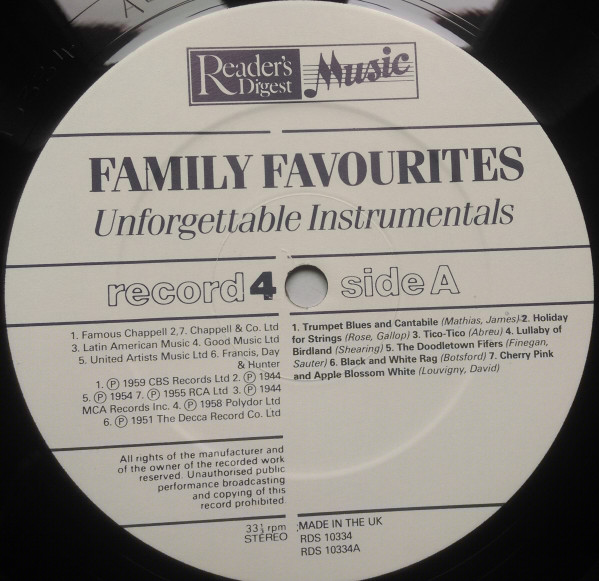 Reader's
Digest
Music
FAMILY FAVOURITES
Unforgettable Instrumentals
record 4 side A
1. Famous Chappell 2,7. Chappell & Co. Ltd
3. Latin American Music 4. Good Music Ltd
5. United Artists Music Ltd 6. Francis, Day
& Hunter
1. Ⓟ 1959 CBS Records Ltd 2. Ⓟ 1944
5. Ⓟ 1954 7. Ⓟ 1955 RCA Ltd 3. Ⓟ 1944
MCA Records Inc. 4. Ⓟ 1958 Polydor Ltd
6. Ⓟ 1951 The Decca Record Co. Ltd
1. Trumpet Blues and Cantabile (Mathias, James) 2. Holiday
for Strings (Rose, Gallop) 3. Tico-Tico (Abreu) 4. Lullaby of
Birdland (Shearing) 5. The Doodletown Fifers (Finegan,
Sauter) 6. Black and White Rag (Botsford) 7. Cherry Pink
and Apple Blossom White (Louvigny, David)
All rights of the manufacturer and
of the owner of the recorded work
reserved. Unauthorised public
performance broadcasting
and copying of this
record prohibited.
33⅓ rpm
STEREO
MADE IN THE UK
RDS 10334
RDS 10334A